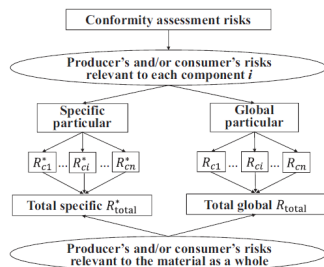 Conformity assessment risks
Producer's and/or consumer's risks
relevant to each component i
Specific
particular
Global
particular
R*c1 ... R*ci ... R*cn
Rc1 ... Rci ... Rcn
Total specific R*total
Total global Rtotal
Producer's and/or consumer's risks
relevant to the material as a whole